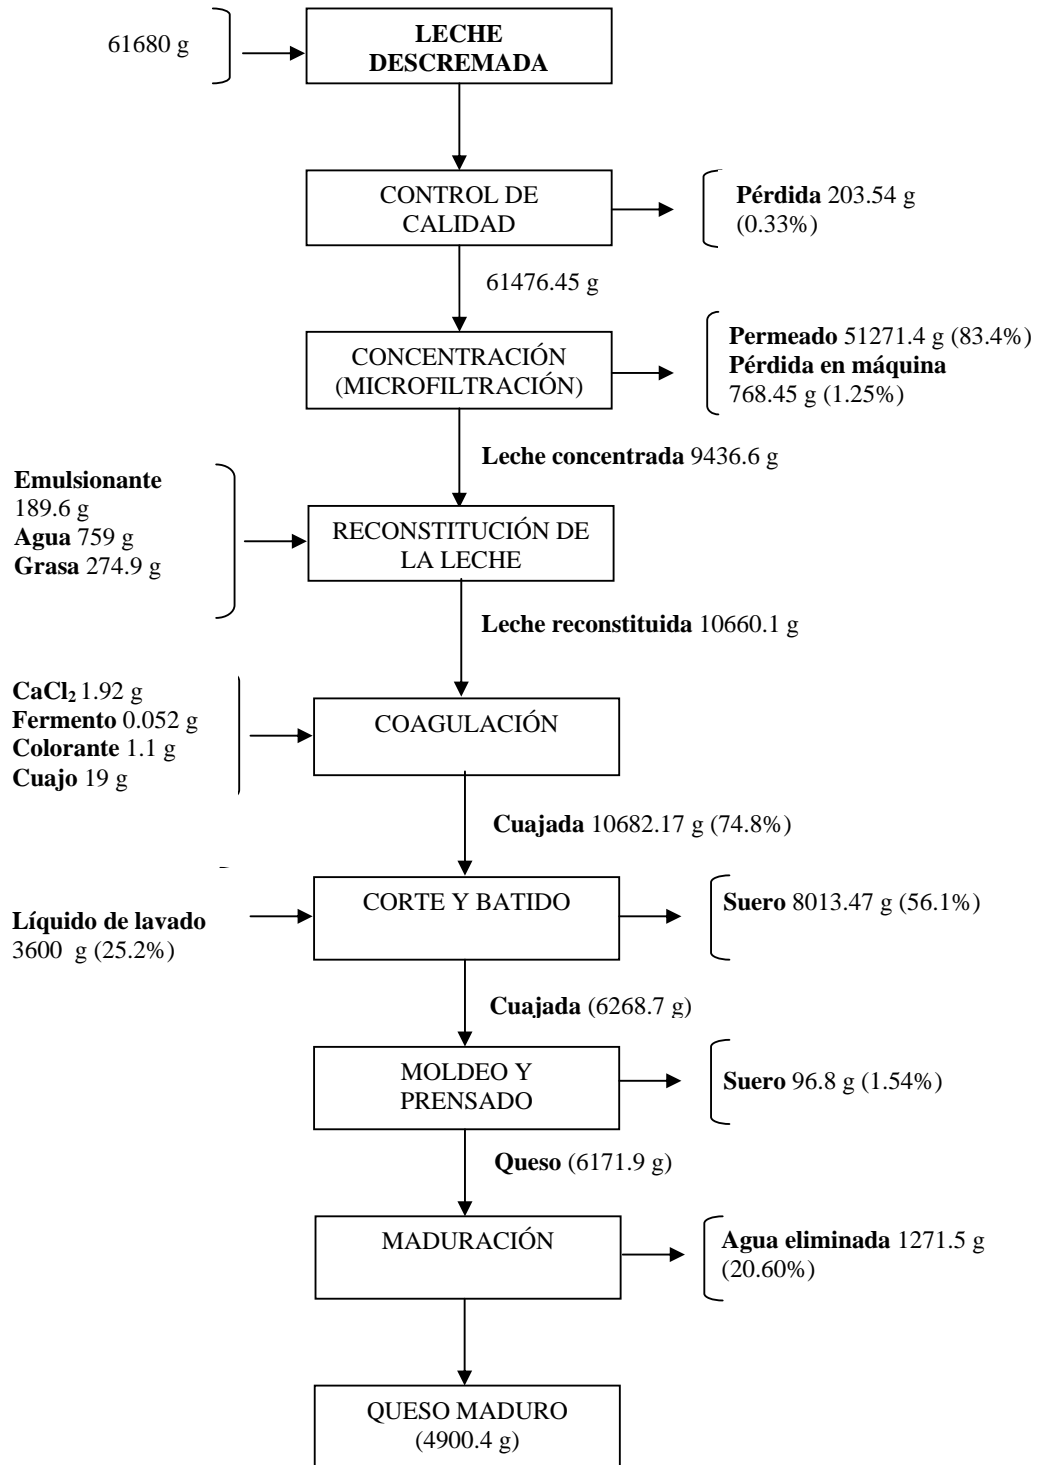 61680 g
LECHE
DESCREMADA
CONTROL DE
CALIDAD
Pérdida 203.54 g
(0.33%)
61476.45 g
CONCENTRACIÓN
(MICROFILTRACIÓN)
Permeado 51271.4 g (83.4%)
Pérdida en máquina
768.45 g (1.25%)
Leche concentrada 9436.6 g
Emulsionante
189.6 g
Agua 759 g
Grasa 274.9 g
RECONSTITUCIÓN DE
LA LECHE
Leche reconstituida 10660.1 g
CaCl₂ 1.92 g
Fermento 0.052 g
Colorante 1.1 g
Cuajo 19 g
COAGULACIÓN
Cuajada 10682.17 g (74.8%)
Líquido de lavado
3600 g (25.2%)
CORTE Y BATIDO
Suero 8013.47 g (56.1%)
Cuajada (6268.7 g)
MOLDEO Y
PRENSADO
Suero 96.8 g (1.54%)
Queso (6171.9 g)
MADURACIÓN
Agua eliminada 1271.5 g
(20.60%)
QUESO MADURO
(4900.4 g)